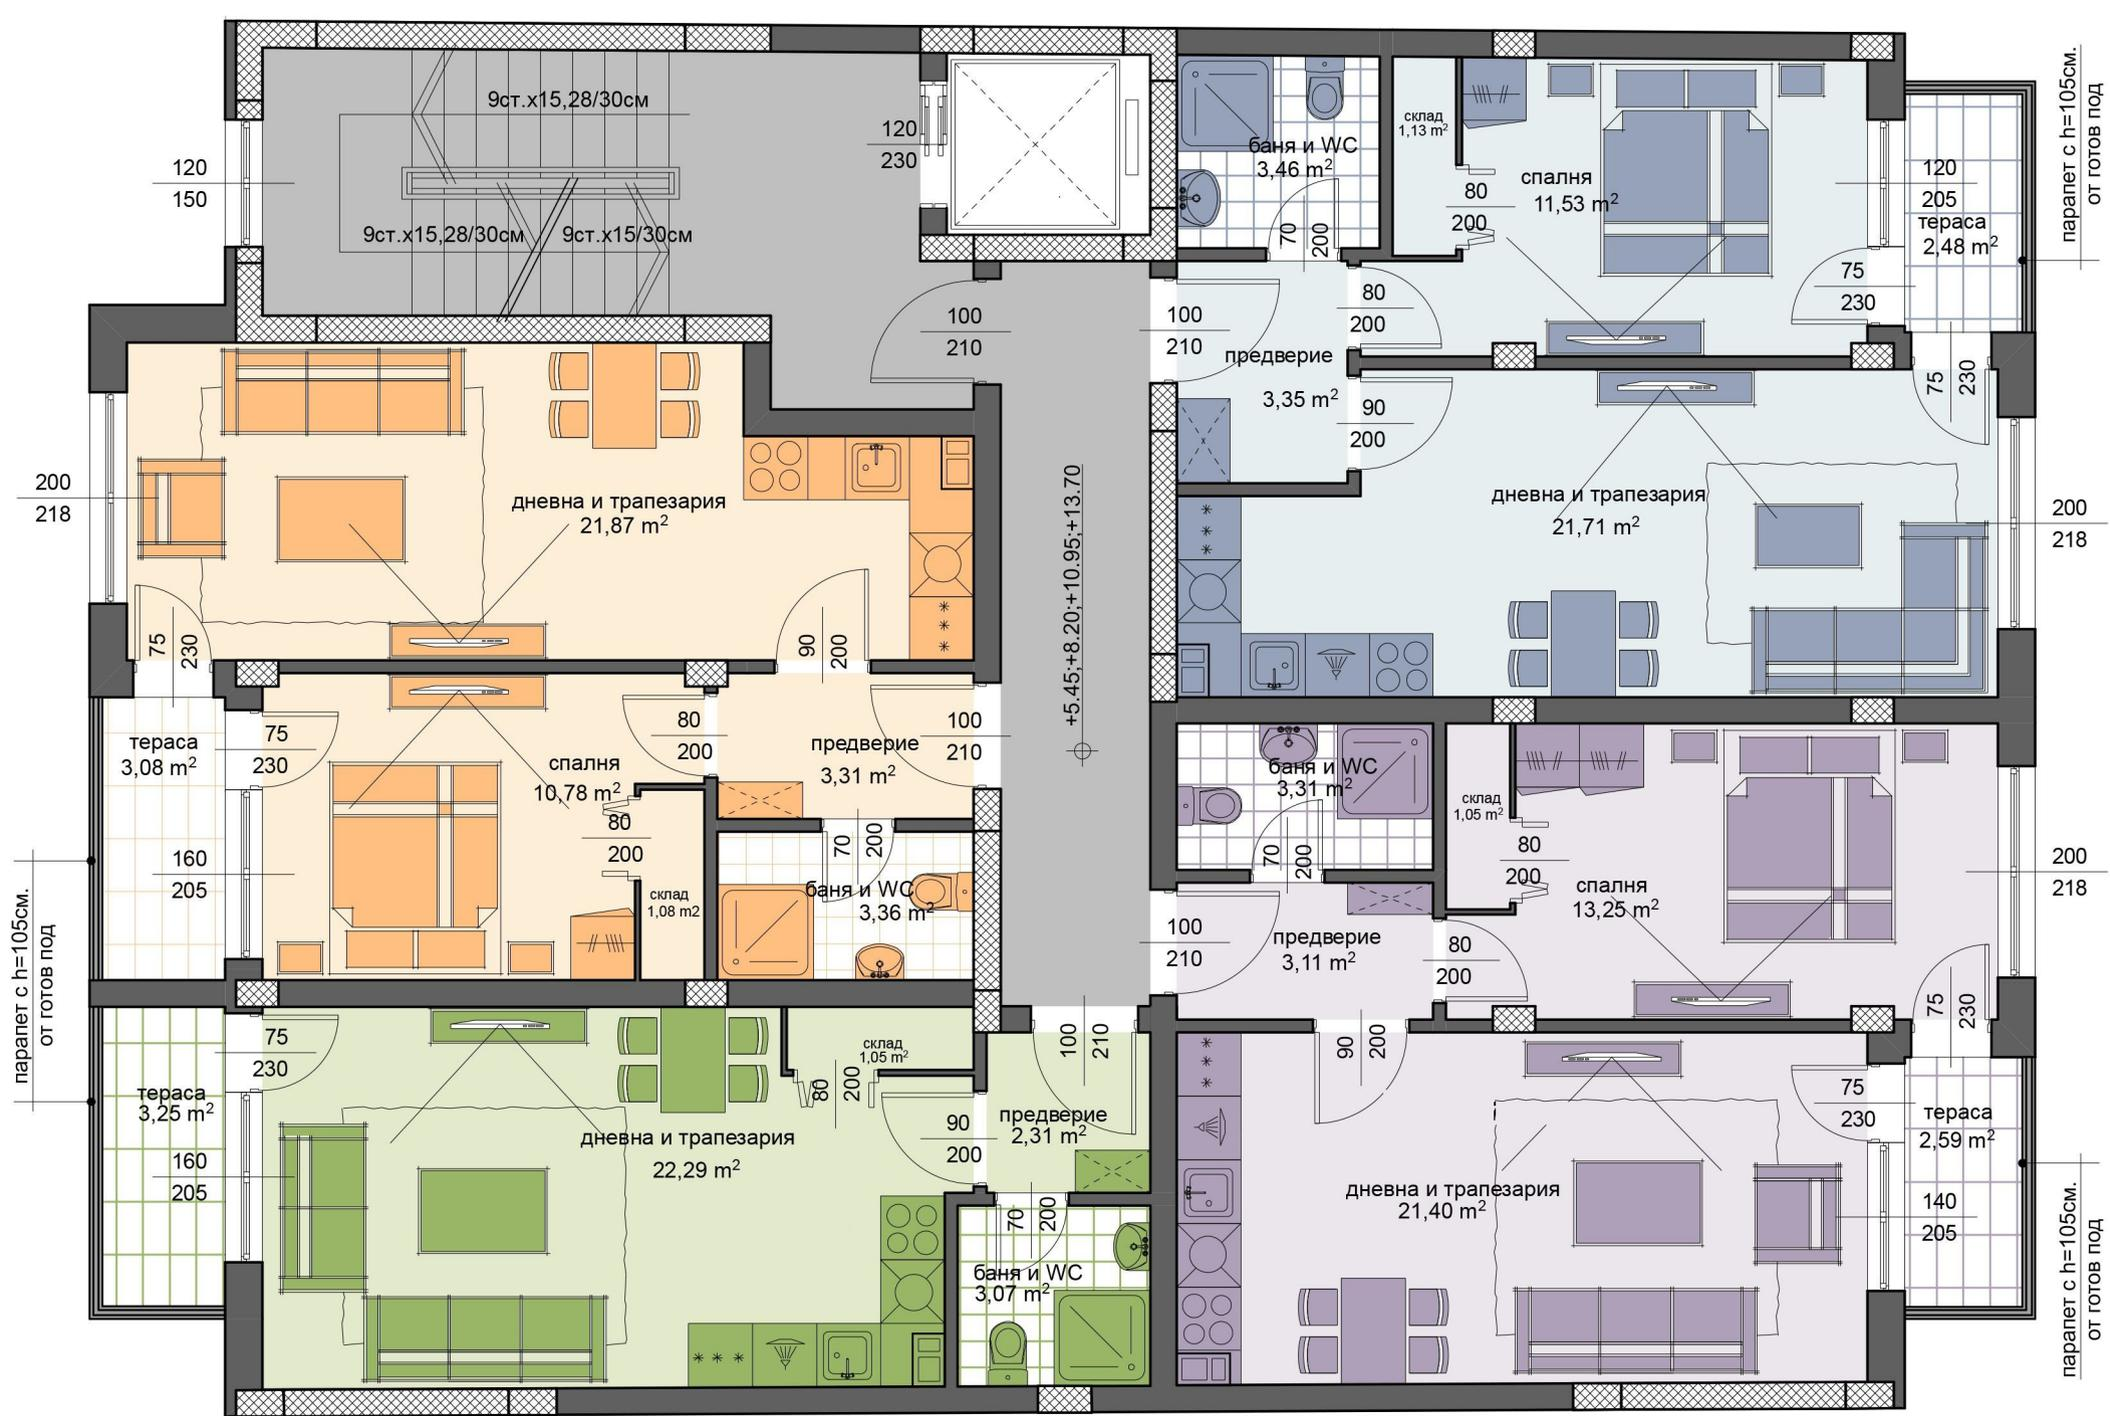 9ст.x15,28/30см
120
230
120
150
9ст.x15,28/30см
9ст.x15/30см
баня и WC
3,46 m²
70
200
склад
1,13 m²
80
200
спалня
11,53 m²
120
205
тераса
2,48 m²
парапет с h=105см.
от готов под
75
230
100
210
100
210
80
200
предверие
3,35 m²
90
200
75
230
200
218
дневна и трапезария
21,87 m²
дневна и трапезария
21,71 m²
200
218
+5.45;+8.20;+10.95;+13.70
75
230
90
200
тераса
3,08 m²
75
230
спалня
10,78 m²
80
200
предверие
3,31 m²
100
210
160
205
80
200
склад
1,08 m2
70
200
баня и WC
3,36 m²
баня и WC
3,31 m²
70
200
склад
1,05 m²
80
200
спалня
13,25 m²
200
218
парапет с h=105см.
от готов под
100
210
предверие
3,11 m²
80
200
75
230
75
230
100
210
90
200
склад
1,05 m²
80
200
тераса
3,25 m²
дневна и трапезария
22,29 m²
90
200
предверие
2,31 m²
160
205
70
200
баня и WC
3,07 m²
дневна и трапезария
21,40 m²
75
230
тераса
2,59 m²
140
205
парапет с h=105см.
от готов под